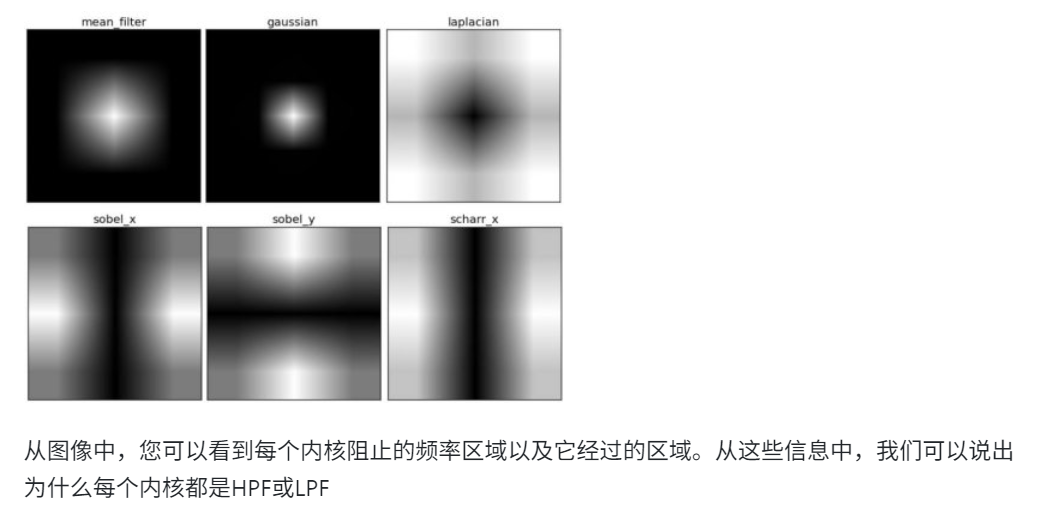 mean_filter gaussian laplacian
sobel_x sobel_y scharr_x
从图像中，您可以看到每个内核阻止的频率区域以及它经过的区域。从这些信息中，我们可以说出
为什么每个内核都是HPF或LPF